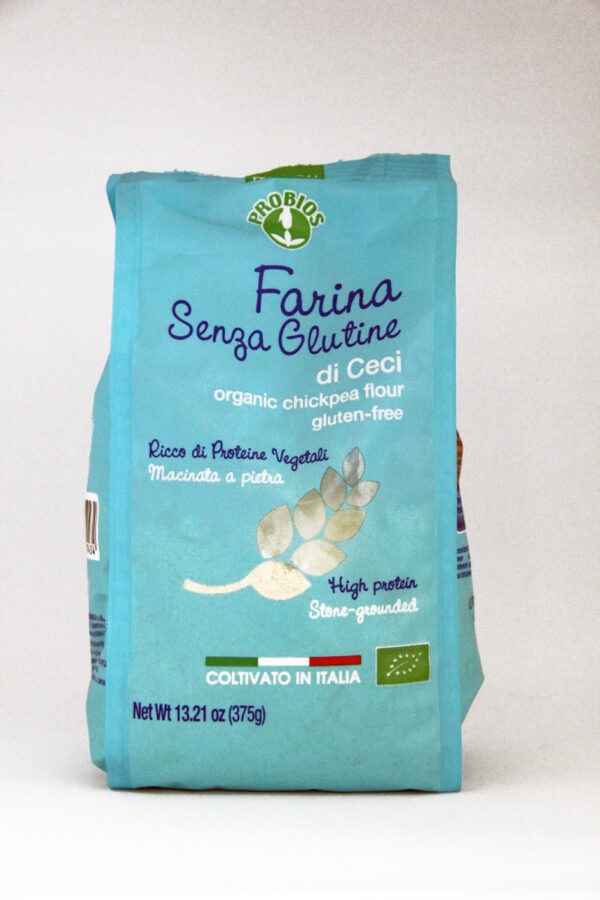 PROBIOS
Farina
Senza Glutine
di Ceci
organic chickpea flour
gluten-free
Ricco di Proteine Vegetali
Macinata a pietra
High protein
Stone-grounded
COLTIVATO IN ITALIA
Net Wt 13.21 oz (375g)